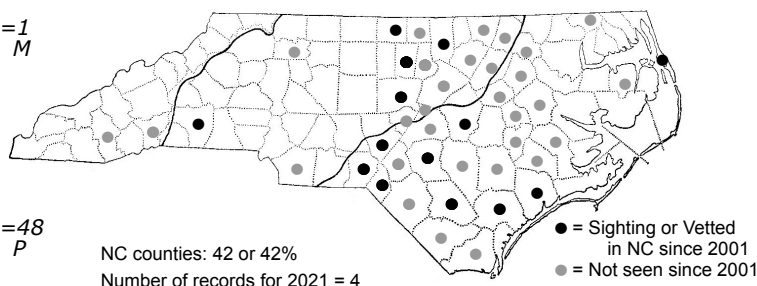 =1
M
=48
P
NC counties: 42 or 42%
Number of records for 2021 = 4
● = Sighting or Vetted
in NC since 2001
● = Not seen since 2001